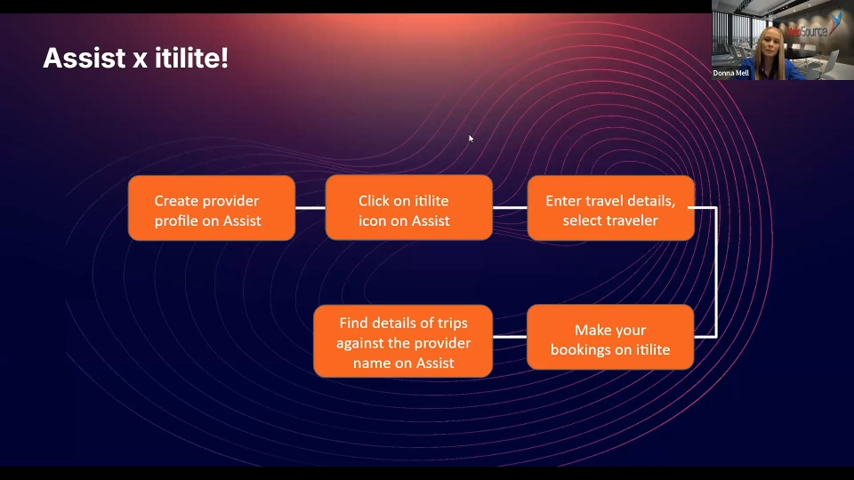 Assist x itilite!
Source
Donna Mell
Create provider
profile on Assist
Click on itilite
icon on Assist
Enter travel details,
select traveler
Find details of trips
against the provider
name on Assist
Make your
bookings on itilite